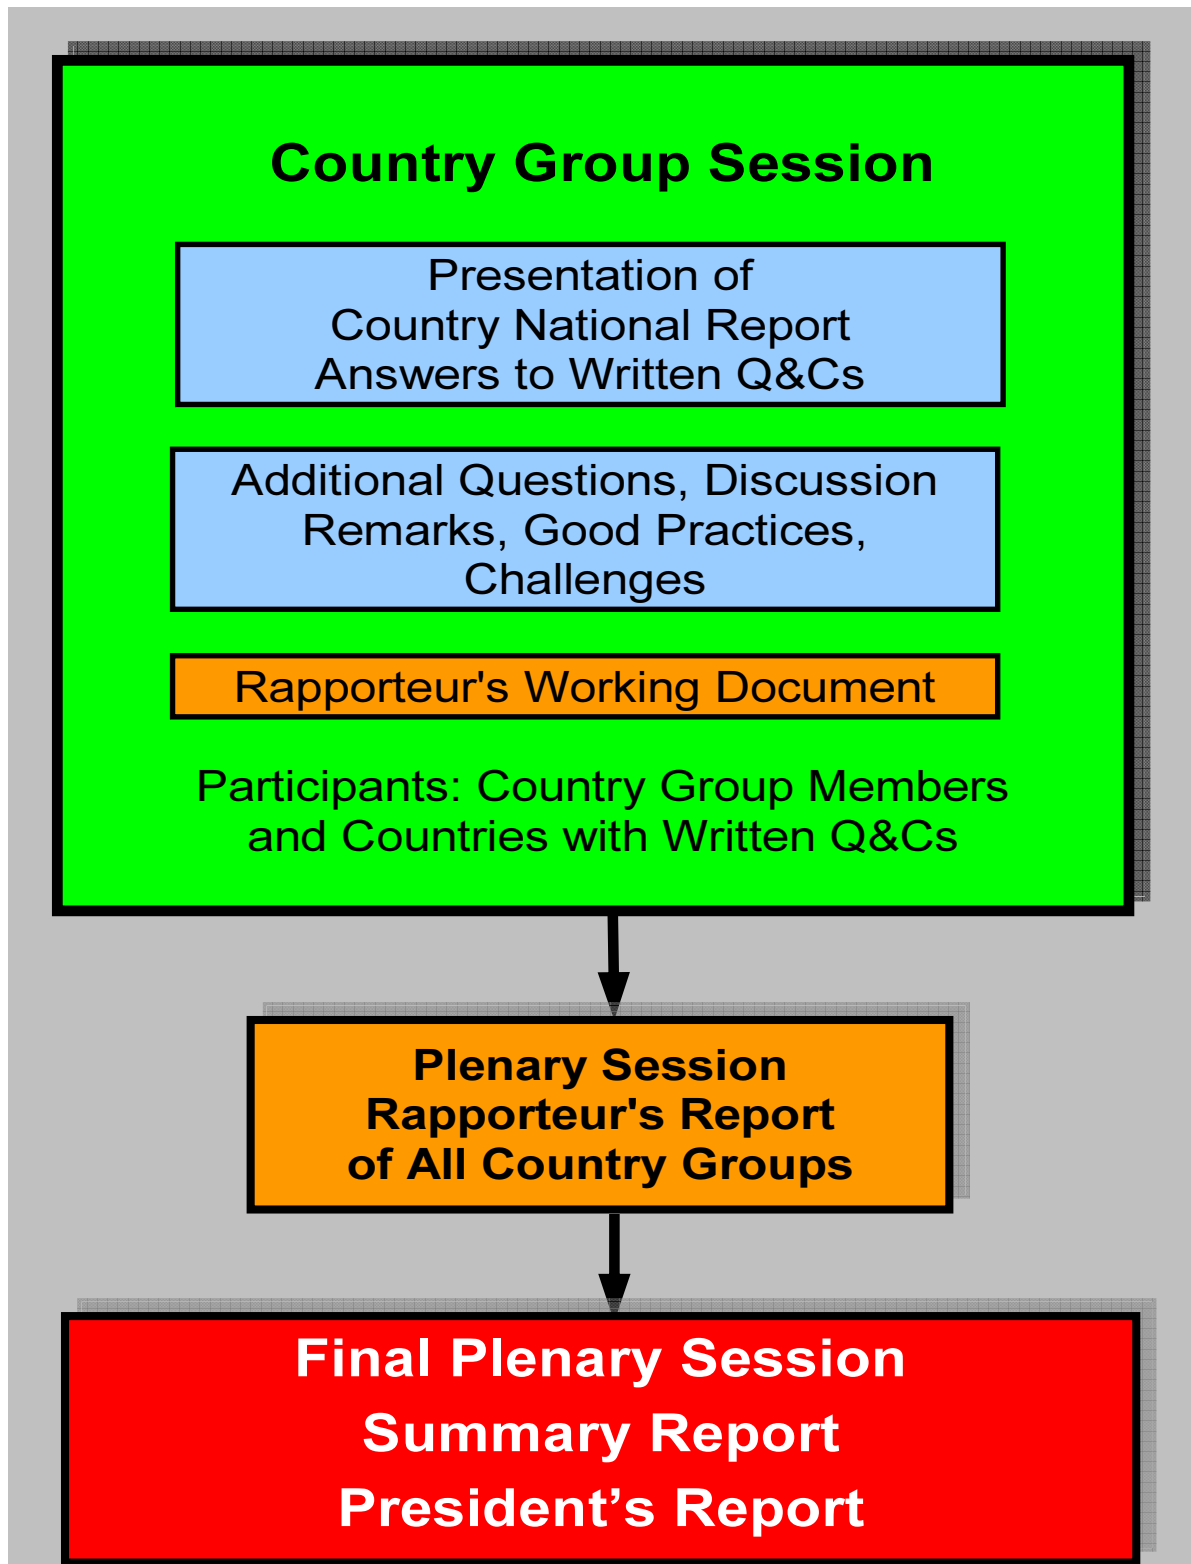 Country Group Session
Presentation of
Country National Report
Answers to Written Q&Cs
Additional Questions, Discussion
Remarks, Good Practices,
Challenges
Rapporteur's Working Document
Participants: Country Group Members
and Countries with Written Q&Cs
Plenary Session
Rapporteur's Report
of All Country Groups
Final Plenary Session
Summary Report
President’s Report